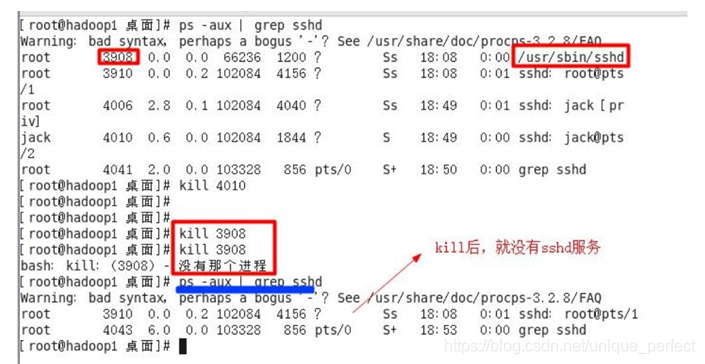 [root@hadoop1 桌面]# ps -aux | grep sshd
Warning: bad syntax, perhaps a bogus '-'? See /usr/share/doc/procps-3.2.8/FAQ
root 3908 0.0 0.0 66236 1200 ? Ss 18:08 0:00 /usr/sbin/sshd
root 3910 0.0 0.2 102084 4156 ? Ss 18:08 0:01 sshd: root@pts
/1
root 4006 2.8 0.1 102084 4040 ? Ss 18:49 0:01 sshd: jack [pr
iv]
jack 4010 0.6 0.0 102084 1844 ? S 18:49 0:00 sshd: jack@pts
/2
root 4041 2.0 0.0 103328 856 pts/0 S+ 18:50 0:00 grep sshd
[root@hadoop1 桌面]# kill 4010
[root@hadoop1 桌面]#
[root@hadoop1 桌面]#
[root@hadoop1 桌面]# kill 3908
[root@hadoop1 桌面]# kill 3908
bash: kill: (3908) - 没有那个进程
kill后，就没有sshd服务
[root@hadoop1 桌面]# ps -aux | grep sshd
Warning: bad syntax, perhaps a bogus '-'? See /usr/share/doc/procps-3.2.8/FAQ
root 3910 0.0 0.2 102084 4156 ? Ss 18:08 0:01 sshd: root@pts/1
root 4043 6.0 0.0 103328 856 pts/0 S+ 18:53 0:00 grep sshd
[root@hadoop1 桌面]#
https://blog.csdn.net/unique_perfect